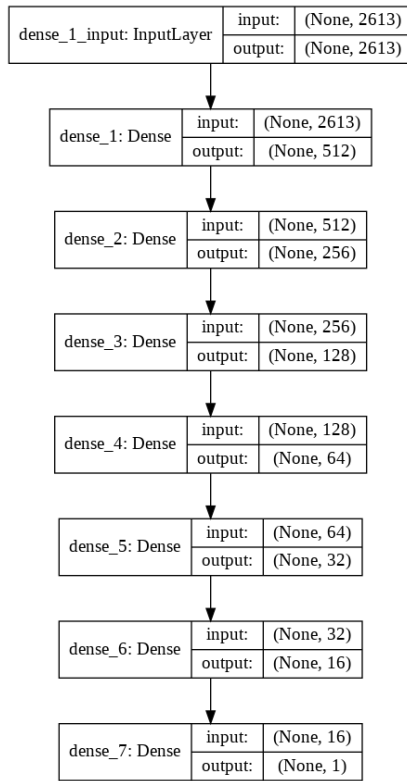 dense_1_input: InputLayer input: (None, 2613)
output: (None, 2613)
dense_1: Dense input: (None, 2613)
output: (None, 512)
dense_2: Dense input: (None, 512)
output: (None, 256)
dense_3: Dense input: (None, 256)
output: (None, 128)
dense_4: Dense input: (None, 128)
output: (None, 64)
dense_5: Dense input: (None, 64)
output: (None, 32)
dense_6: Dense input: (None, 32)
output: (None, 16)
dense_7: Dense input: (None, 16)
output: (None, 1)